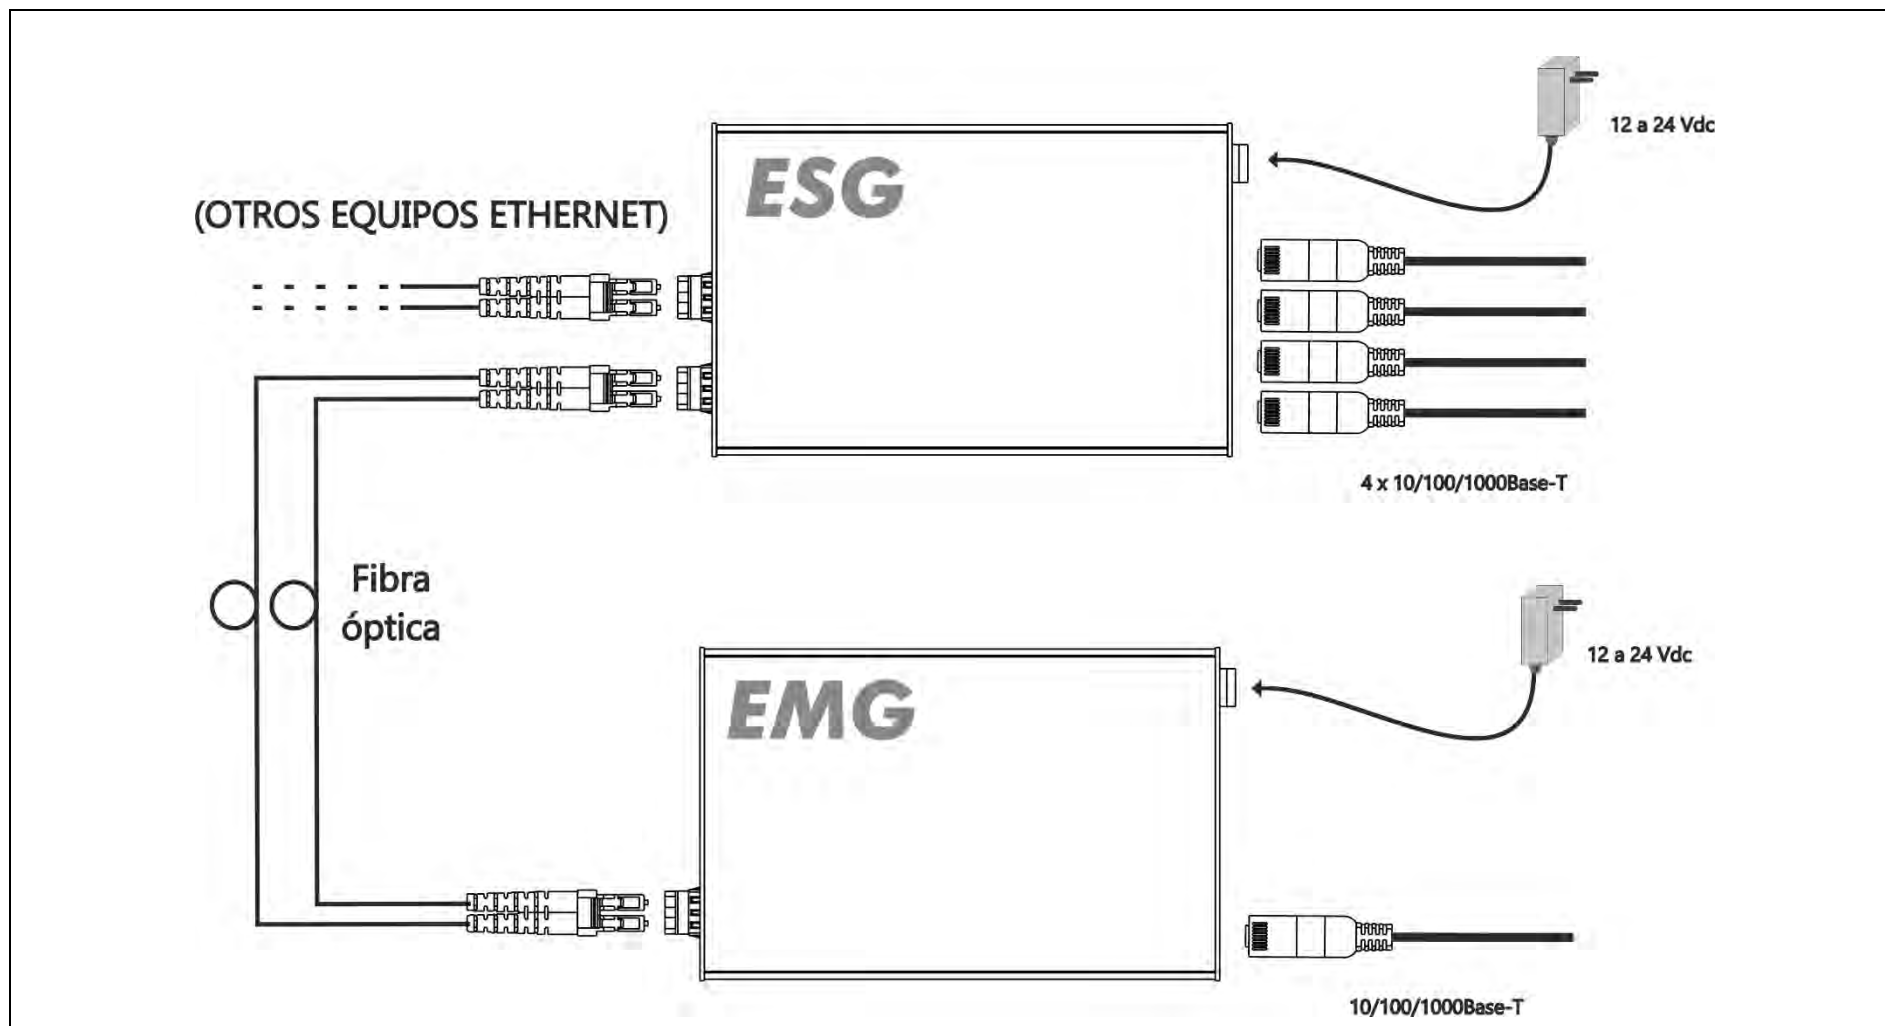 12 a 24 Vdc
ESG
(OTROS EQUIPOS ETHERNET)
4 x 10/100/1000Base-T
Fibra
óptica
12 a 24 Vdc
EMG
10/100/1000Base-T